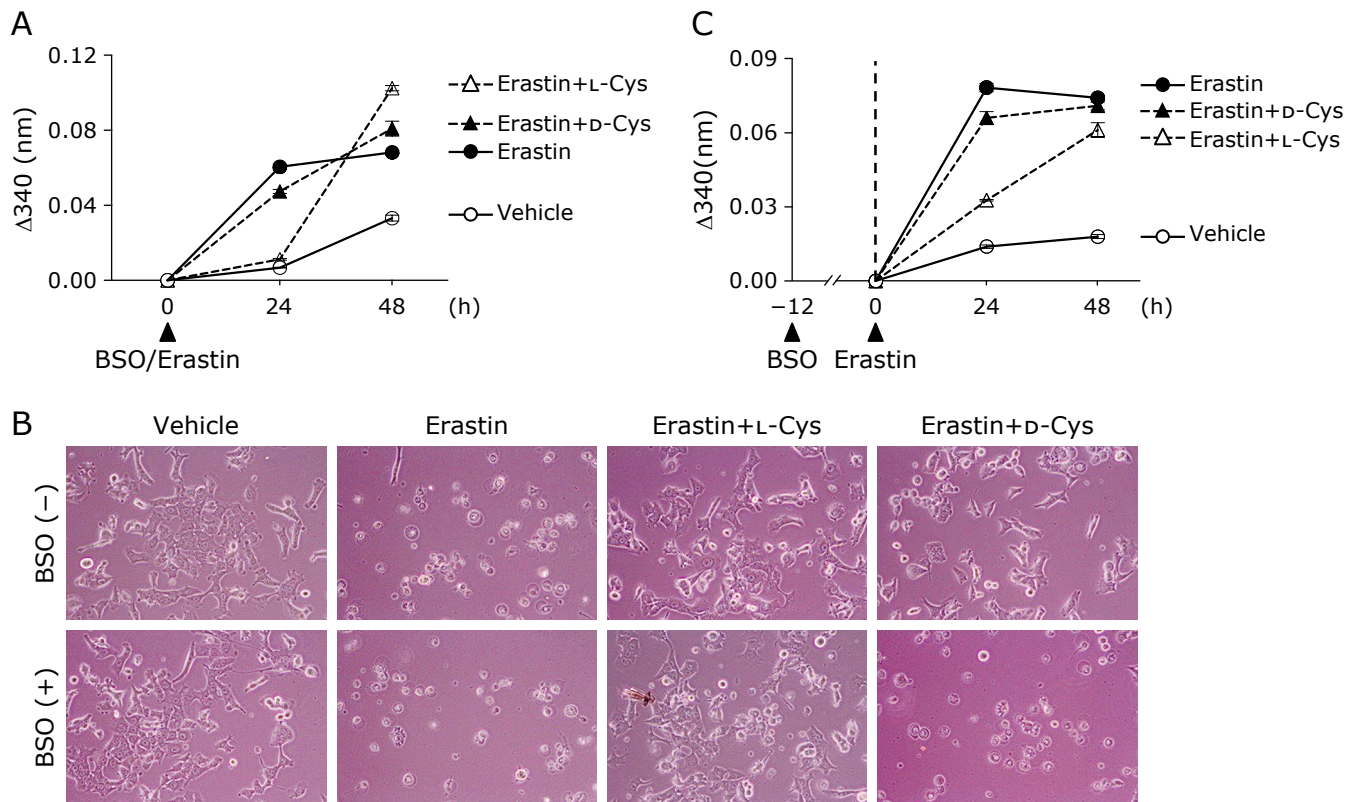 A
Δ340 (nm)
0.12
0.08
0.04
0.00
0
24
48
(h)
BSO/Erastin
Erastin+ʟ-Cys
Erastin+ᴅ-Cys
Erastin
Vehicle
C
Δ340(nm)
0.09
0.06
0.03
0.00
−12
0
24
48
(h)
BSO
Erastin
Erastin
Erastin+ᴅ-Cys
Erastin+ʟ-Cys
Vehicle
B
Vehicle
Erastin
Erastin+ʟ-Cys
Erastin+ᴅ-Cys
BSO (−)
BSO (+)